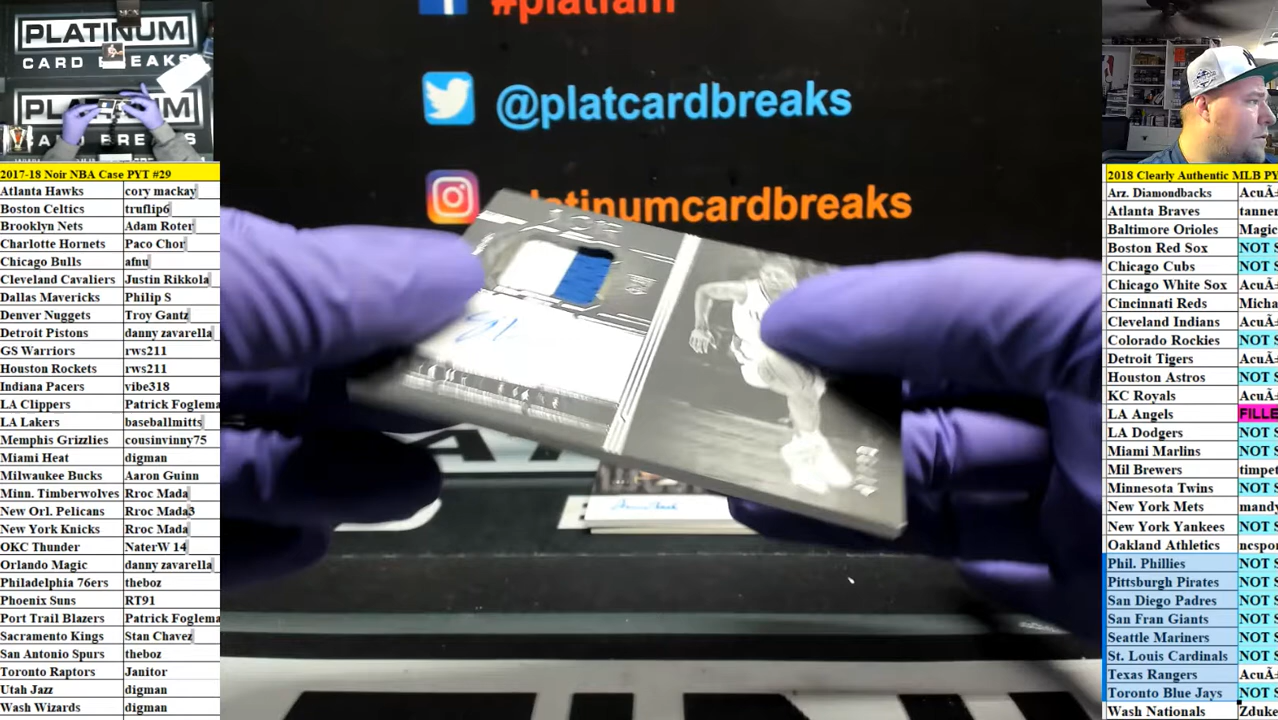 PLATINUM
CARD BREAKS
PLATINUM
CARD BREAKS
#platfam
@platcardbreaks
platinumcardbreaks
2017-18 Noir NBA Case PYT #29
Atlanta Hawks cory mackay
Boston Celtics truflip6
Brooklyn Nets Adam Roter
Charlotte Hornets Paco Chor
Chicago Bulls afnu
Cleveland Cavaliers Justin Rikkola
Dallas Mavericks Philip S
Denver Nuggets Troy Gantz
Detroit Pistons danny zavarella
GS Warriors rws211
Houston Rockets rws211
Indiana Pacers vibe318
LA Clippers Patrick Foglema
LA Lakers baseballmitts
Memphis Grizzlies cousinvinny75
Miami Heat digman
Milwaukee Bucks Aaron Guinn
Minn. Timberwolves Rroc Mada
New Orl. Pelicans Rroc Mada3
New York Knicks Rroc Mada
OKC Thunder NaterW 14
Orlando Magic danny zavarella
Philadelphia 76ers theboz
Phoenix Suns RT91
Port Trail Blazers Patrick Foglema
Sacramento Kings Stan Chavez
San Antonio Spurs theboz
Toronto Raptors Janitor
Utah Jazz digman
Wash Wizards digman
2018 Clearly Authentic MLB PY
Arz. Diamondbacks AcuÃ±
Atlanta Braves tanner
Baltimore Orioles Magic
Boston Red Sox NOT S
Chicago Cubs NOT S
Chicago White Sox AcuÃ±
Cincinnati Reds Micha
Cleveland Indians AcuÃ±
Colorado Rockies NOT S
Detroit Tigers AcuÃ±
Houston Astros NOT S
KC Royals AcuÃ±
LA Angels FILLE
LA Dodgers NOT S
Miami Marlins NOT S
Mil Brewers timpet
Minnesota Twins NOT S
New York Mets mandy
New York Yankees NOT S
Oakland Athletics ncspor
Phil. Phillies NOT S
Pittsburgh Pirates NOT S
San Diego Padres NOT S
San Fran Giants NOT S
Seattle Mariners NOT S
St. Louis Cardinals NOT S
Texas Rangers AcuÃ±
Toronto Blue Jays NOT S
Wash Nationals Zduke